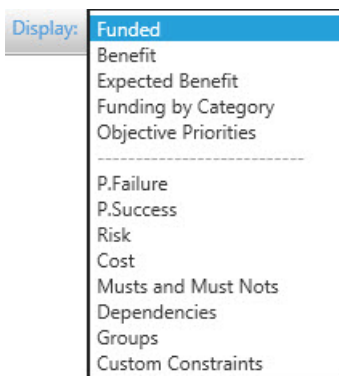 Display: Funded
Benefit
Expected Benefit
Funding by Category
Objective Priorities
--------------------------
P.Failure
P.Success
Risk
Cost
Musts and Must Nots
Dependencies
Groups
Custom Constraints